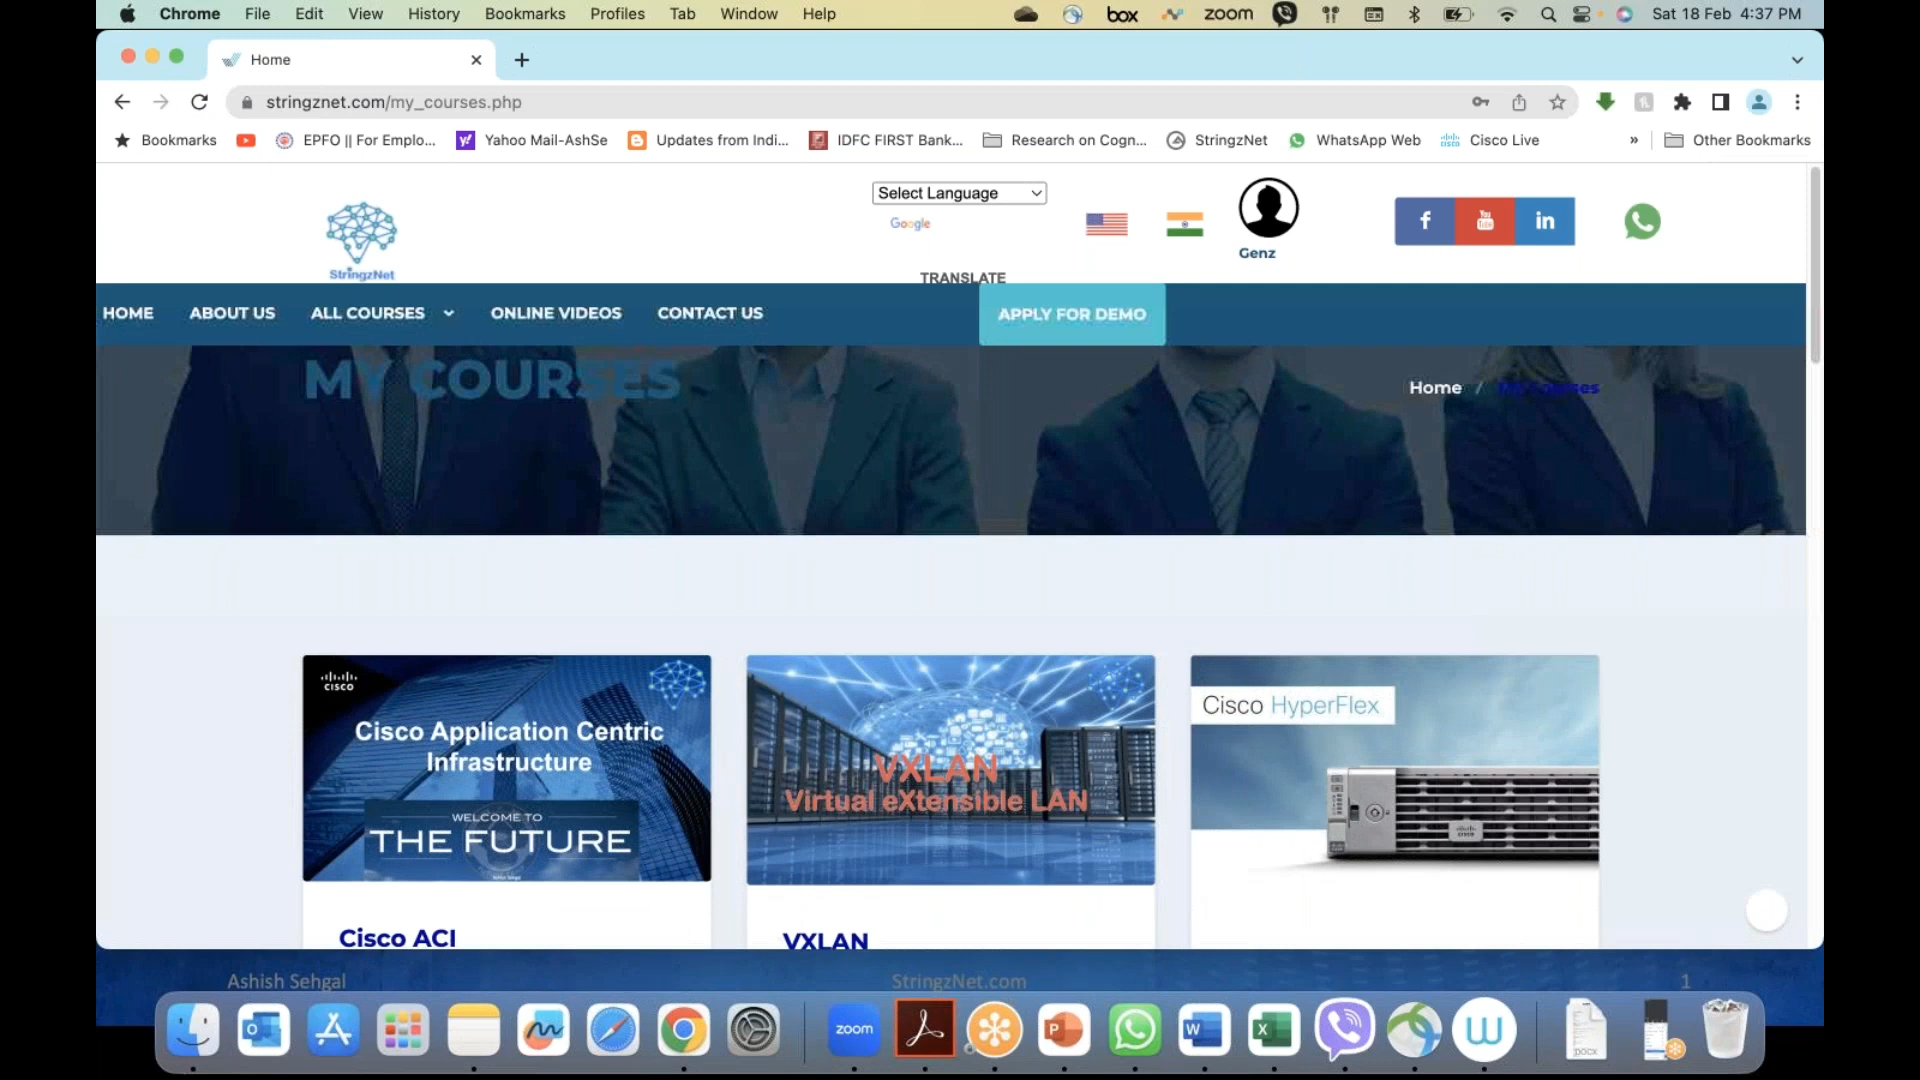 Chrome File Edit View History Bookmarks Profiles Tab Window Help box zoom Sat 18 Feb 4:37 PM
Home
stringznet.com/my_courses.php
Bookmarks EPFO || For Emplo... Yahoo Mail-AshSe Updates from Indi... IDFC FIRST Bank... Research on Cogn... StringzNet WhatsApp Web Cisco Live » Other Bookmarks
Select Language
Google
StringzNet
Genz
TRANSLATE
HOME ABOUT US ALL COURSES ONLINE VIDEOS CONTACT US APPLY FOR DEMO
MY COURSES
Home / My Courses
CISCO
Cisco Application Centric
Infrastructure
WELCOME TO
THE FUTURE
VXLAN
Virtual eXtensible LAN
Cisco HyperFlex
Cisco ACI
VXLAN
Ashish Sehgal StringzNet.com 1
zoom
DOCX